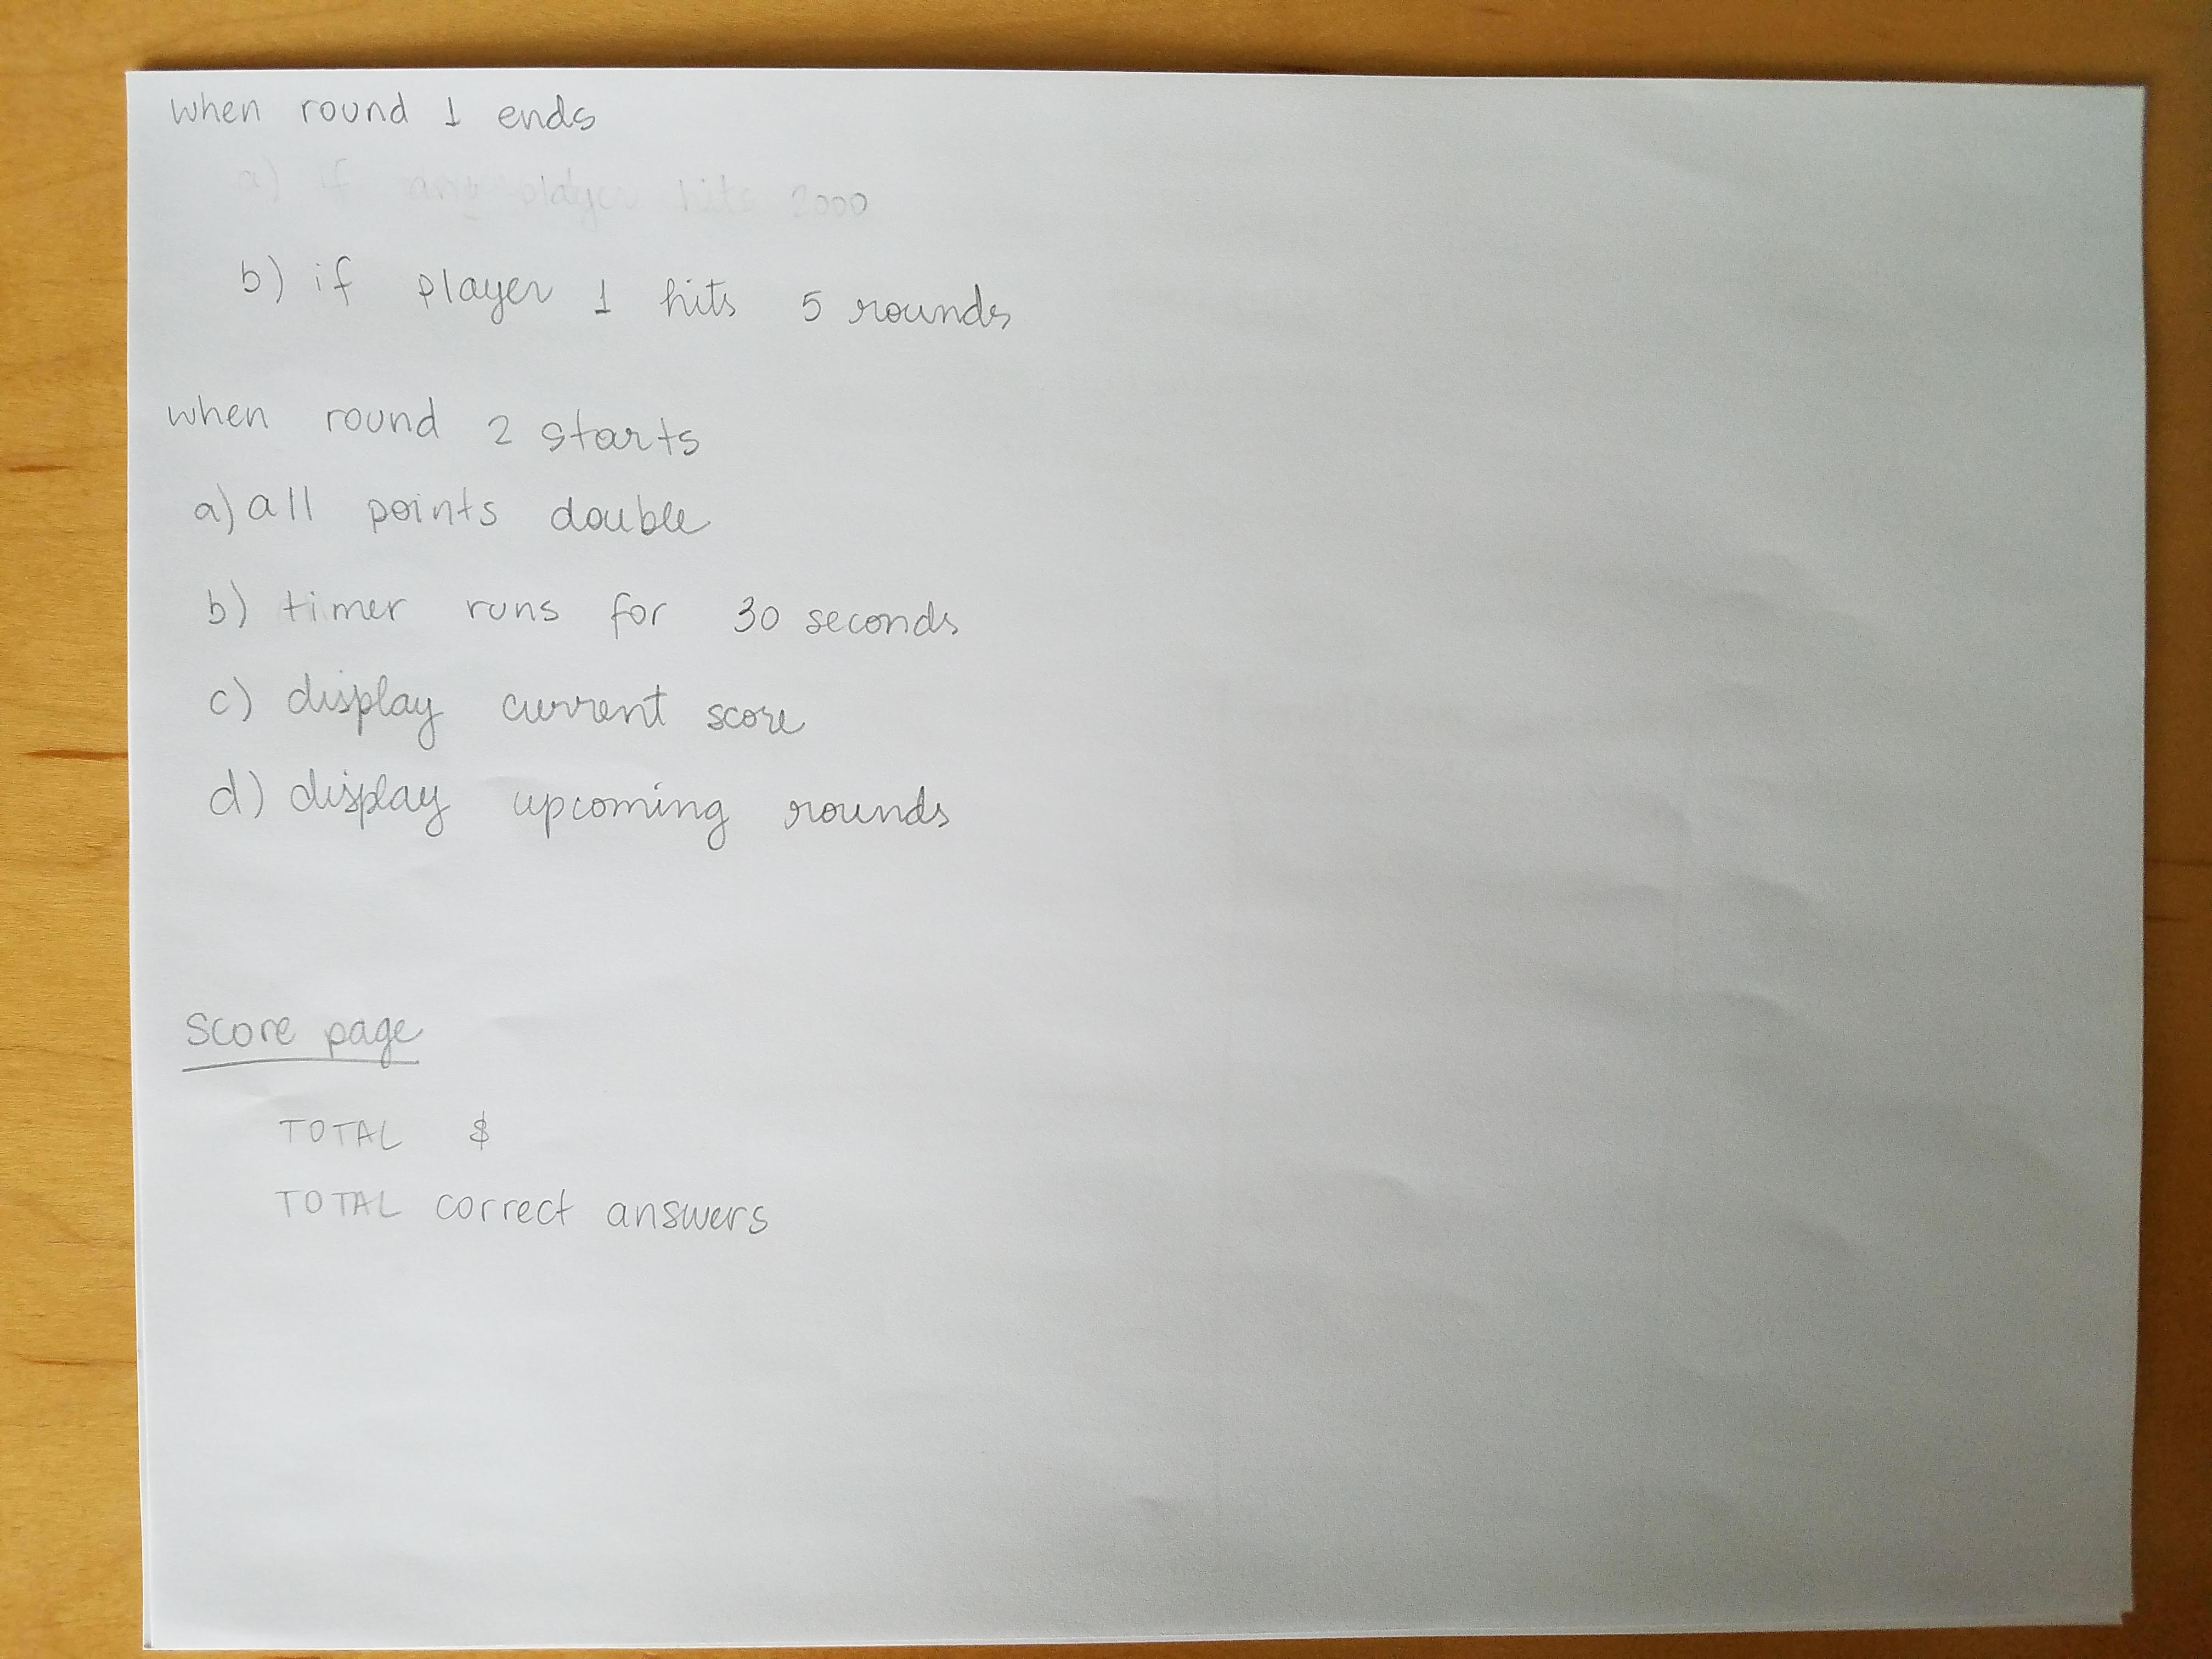 when round 1 ends
a) if any player hits 2000
b) if player 1 hits 5 rounds
when round 2 starts
a) all points double
b) timer runs for 30 seconds
c) display current score
d) display upcoming rounds
Score page
TOTAL $
TOTAL correct answers